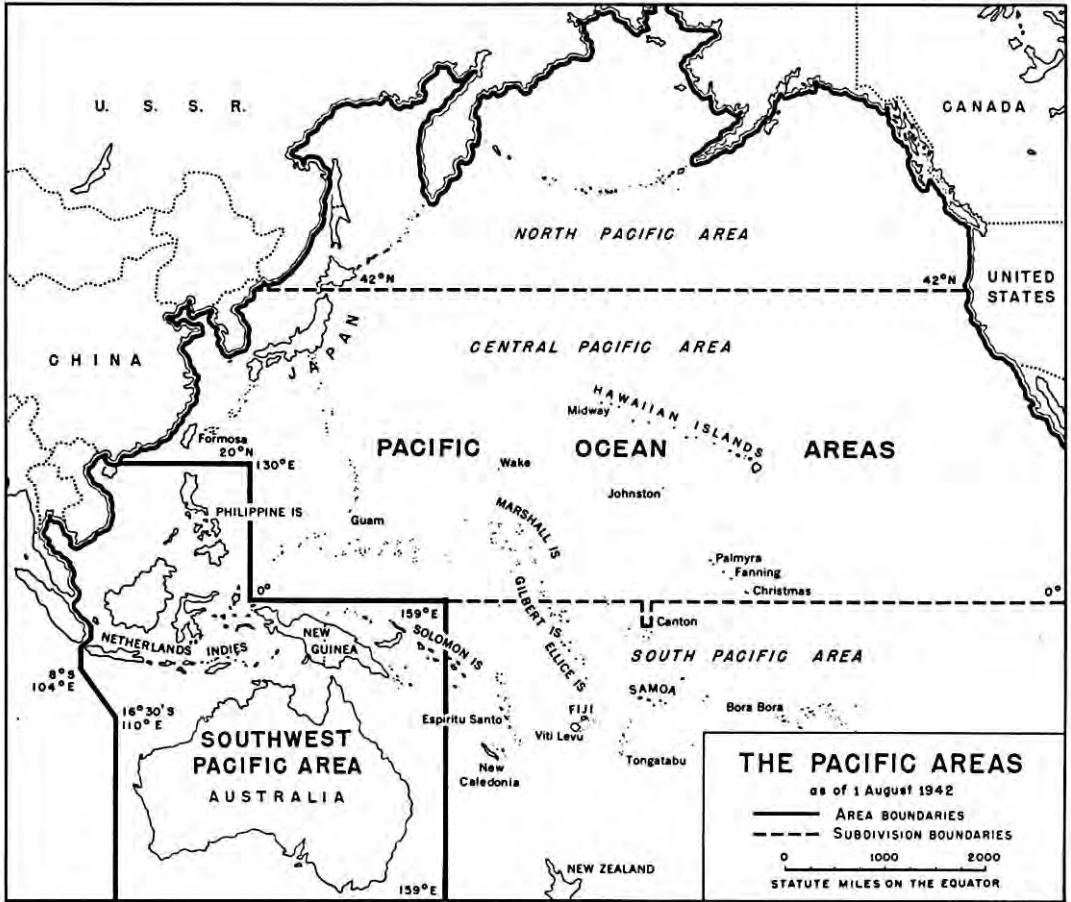 U. S. S. R.
CANADA
NORTH PACIFIC AREA
42°N
42°N
UNITED
STATES
CHINA
JAPAN
CENTRAL PACIFIC AREA
HAWAIIAN ISLANDS
Midway
Formosa
20°N
130°E
PACIFIC OCEAN AREAS
Wake
Johnston
PHILIPPINE IS
Guam
MARSHALL IS
Palmyra
Fanning
Christmas
0°
0°
159°E
GILBERT IS
Canton
NETHERLANDS INDIES
NEW
GUINEA
SOLOMON IS
ELLICE IS
SOUTH PACIFIC AREA
8°S
104°E
SAMOA
16°30'S
110°E
Espiritu Santo
FIJI
Bora Bora
Viti Levu
SOUTHWEST
PACIFIC AREA
AUSTRALIA
New
Caledonia
Tongatabu
THE PACIFIC AREAS
as of 1 August 1942
AREA BOUNDARIES
SUBDIVISION BOUNDARIES
0 1000 2000
STATUTE MILES ON THE EQUATOR
NEW ZEALAND
159°E